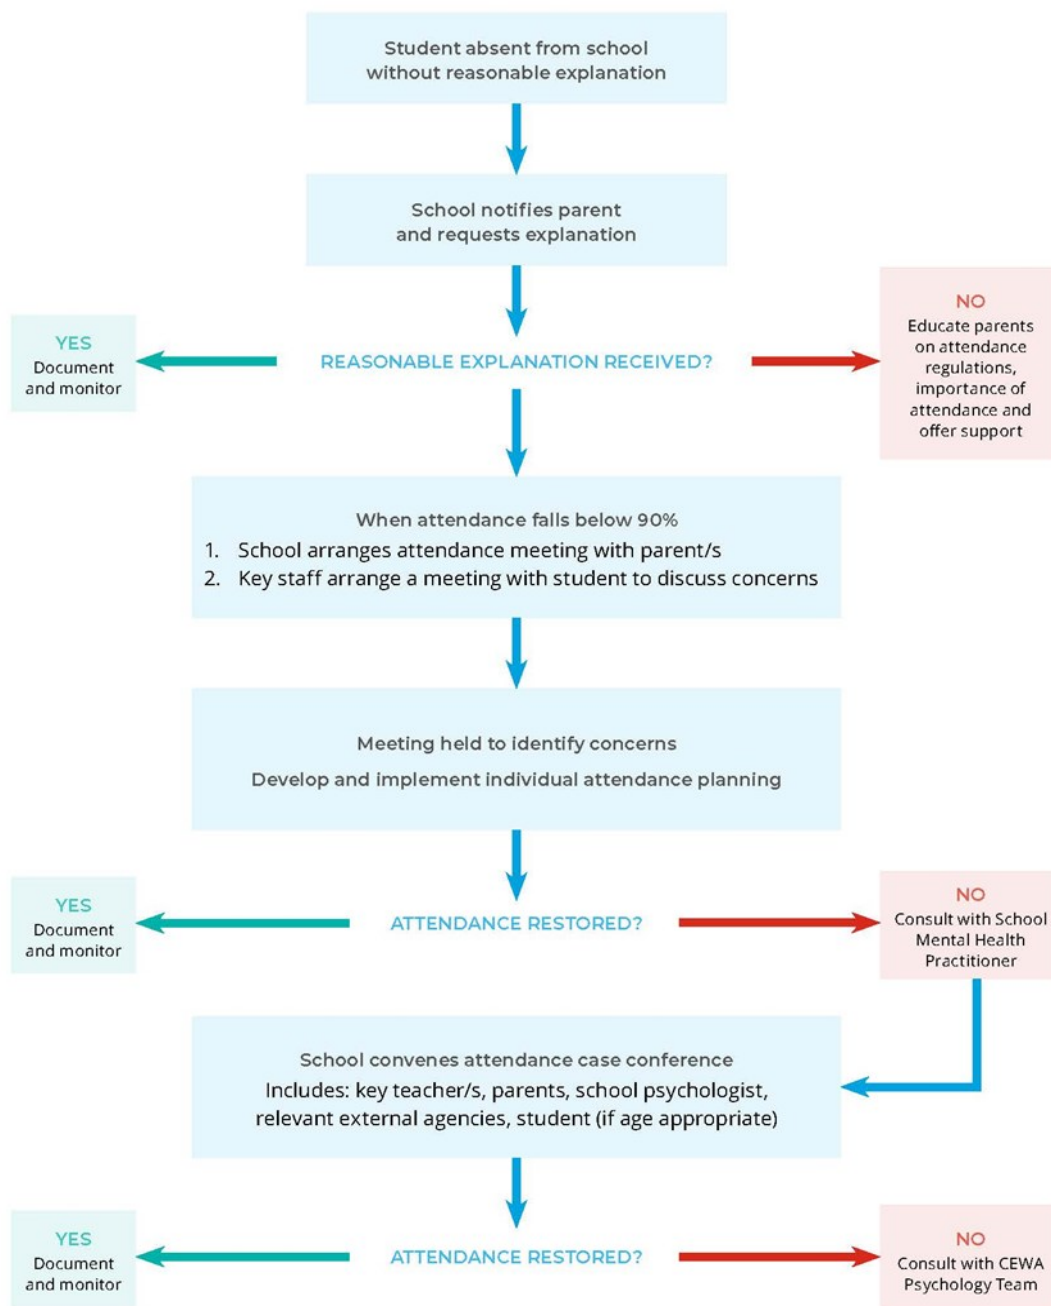 Student absent from school
without reasonable explanation
School notifies parent
and requests explanation
YES
Document
and monitor
REASONABLE EXPLANATION RECEIVED?
NO
Educate parents
on attendance
regulations,
importance of
attendance and
offer support
When attendance falls below 90%
1. School arranges attendance meeting with parent/s
2. Key staff arrange a meeting with student to discuss concerns
Meeting held to identify concerns
Develop and implement individual attendance planning
YES
Document
and monitor
ATTENDANCE RESTORED?
NO
Consult with School
Mental Health
Practitioner
School convenes attendance case conference
Includes: key teacher/s, parents, school psychologist,
relevant external agencies, student (if age appropriate)
YES
Document
and monitor
ATTENDANCE RESTORED?
NO
Consult with CEWA
Psychology Team